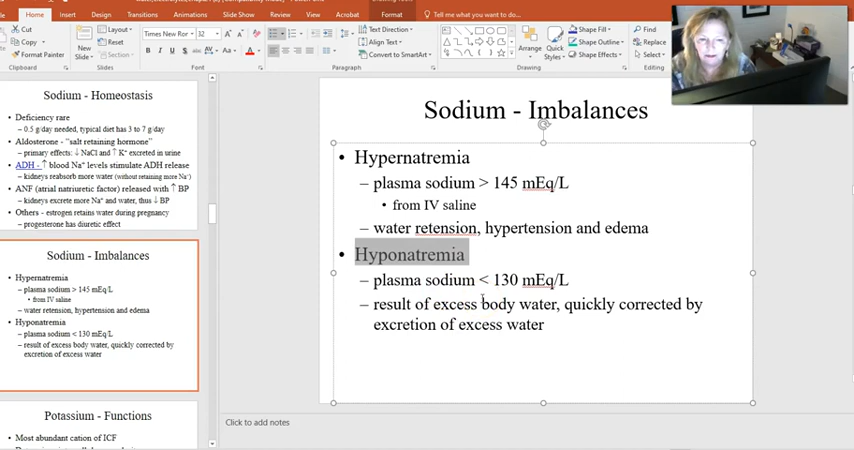 Home Insert Design Transitions Animations Slide Show Review View Acrobat Format Tell me what you want to do...
Cut
Copy
Format Painter
Clipboard
New
Slide
Layout
Reset
Section
Slides
Times New Ror 32
Font
Paragraph
Text Direction
Align Text
Convert to SmartArt
Arrange
Quick
Styles
Drawing
Shape Fill
Shape Outline
Shape Effects
Find
Replace
Select
Editing
Sodium - Homeostasis
• Deficiency rare
– 0.5 g/day needed, typical diet has 3 to 7 g/day
• Aldosterone - “salt retaining hormone”
– primary effects: ↓ NaCl and ↑ K+ excreted in urine
• ADH - ↑ blood Na+ levels stimulate ADH release
– kidneys reabsorb more water (without retaining more Na+)
• ANF (atrial natriuretic factor) released with ↑ BP
– kidneys excrete more Na+ and water, thus ↓ BP
• Others - estrogen retains water during pregnancy
– progesterone has diuretic effect
Sodium - Imbalances
• Hypernatremia
– plasma sodium > 145 mEq/L
• from IV saline
– water retension, hypertension and edema
• Hyponatremia
– plasma sodium < 130 mEq/L
– result of excess body water, quickly corrected by
excretion of excess water
Potassium - Functions
• Most abundant cation of ICF
Sodium - Imbalances
• Hypernatremia
– plasma sodium > 145 mEq/L
• from IV saline
– water retension, hypertension and edema
• Hyponatremia
– plasma sodium < 130 mEq/L
– result of excess body water, quickly corrected by
excretion of excess water
Click to add notes